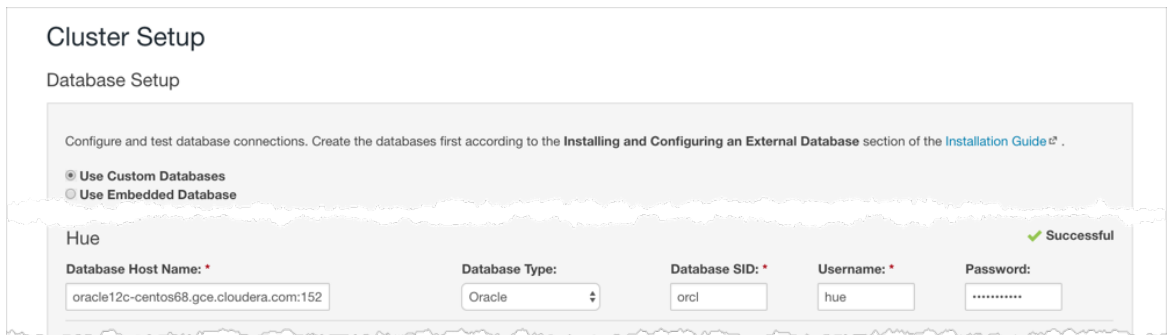 Cluster Setup
Database Setup
Configure and test database connections. Create the databases first according to the Installing and Configuring an External Database section of the Installation Guide .
Use Custom Databases
Use Embedded Database
Hue
Successful
Database Host Name: * Database Type: Database SID: * Username: * Password:
oracle12c-centos68.gce.cloudera.com:152 Oracle orcl hue •••••••••••